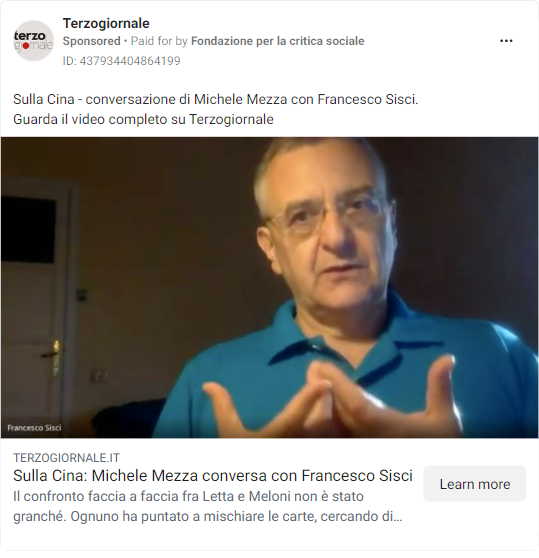 Terzogiornale
Sponsored • Paid for by Fondazione per la critica sociale
ID: 437934404864199
terzo
giornale
Sulla Cina - conversazione di Michele Mezza con Francesco Sisci.
Guarda il video completo su Terzogiornale
Francesco Sisci
TERZOGIORNALE.IT
Sulla Cina: Michele Mezza conversa con Francesco Sisci
Il confronto faccia a faccia fra Letta e Meloni non è stato
granché. Ognuno ha puntato a mischiare le carte, cercando di...
Learn more